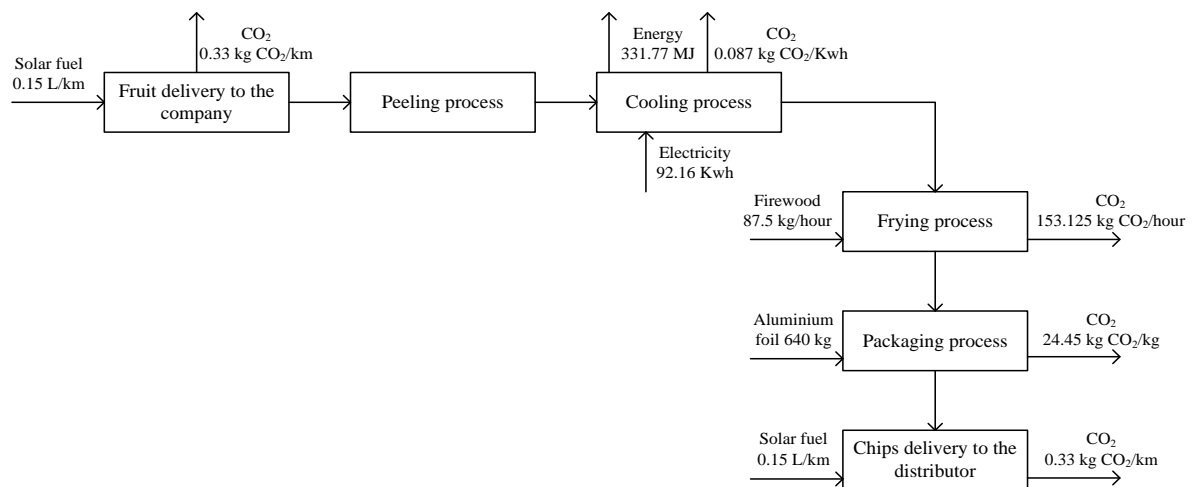 CO₂
0.33 kg CO₂/km
Solar fuel
0.15 L/km
Fruit delivery to the
company
Peeling process
Energy
331.77 MJ
CO₂
0.087 kg CO₂/Kwh
Cooling process
Electricity
92.16 Kwh
Firewood
87.5 kg/hour
Frying process
CO₂
153.125 kg CO₂/hour
Aluminium
foil 640 kg
Packaging process
CO₂
24.45 kg CO₂/kg
Solar fuel
0.15 L/km
Chips delivery to the
distributor
CO₂
0.33 kg CO₂/km